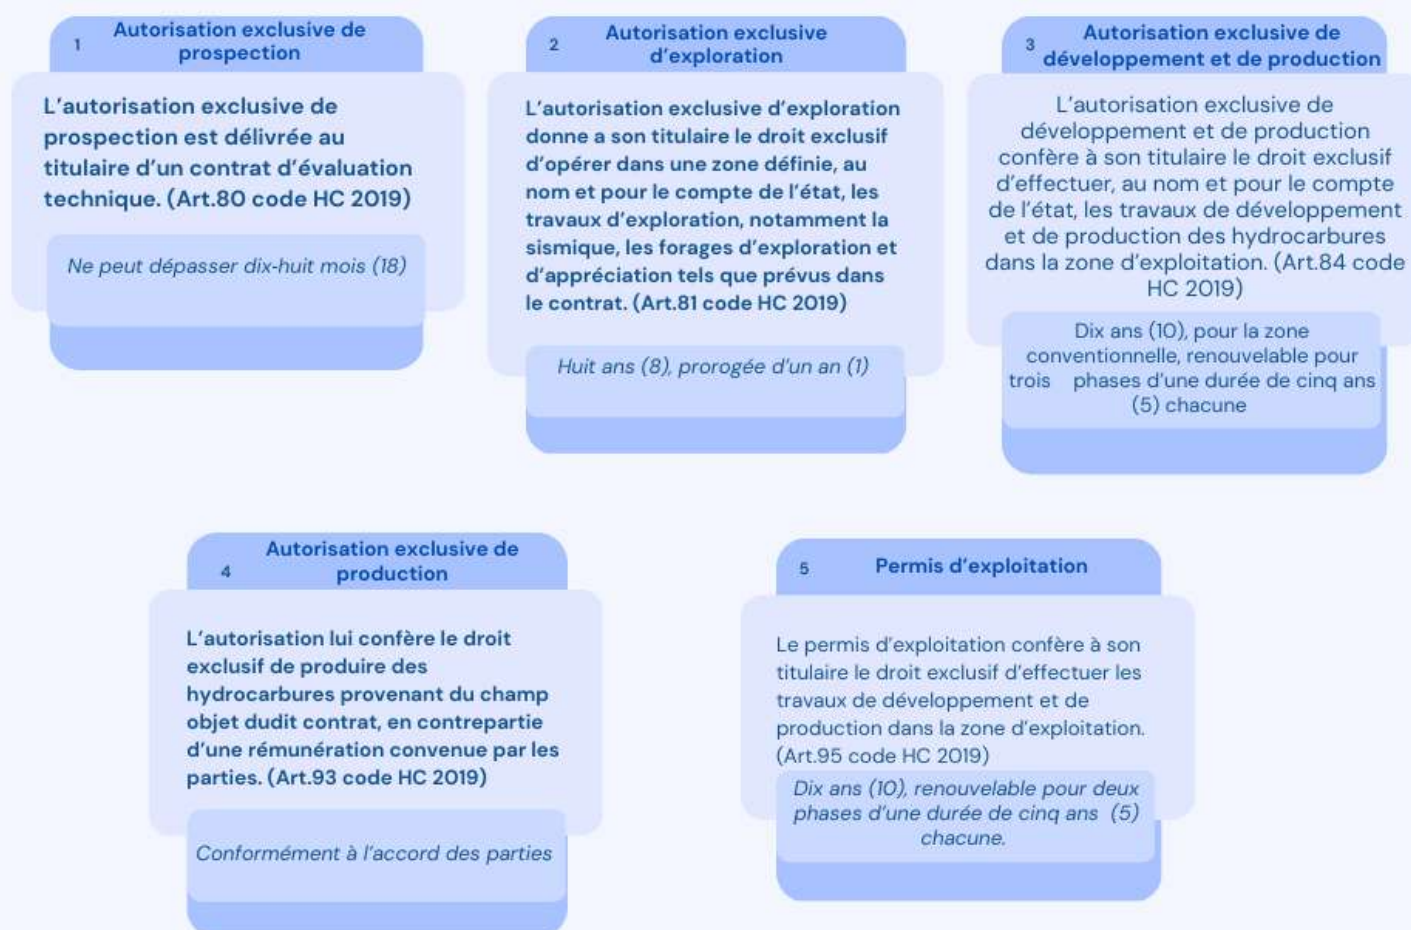 1
Autorisation exclusive de
prospection
L'autorisation exclusive de
prospection est délivrée au
titulaire d'un contrat d'évaluation
technique. (Art.80 code HC 2019)
Ne peut dépasser dix-huit mois (18)
2
Autorisation exclusive
d'exploration
L'autorisation exclusive d'exploration
donne a son titulaire le droit exclusif
d'opérer dans une zone définie, au
nom et pour le compte de l'état, les
travaux d'exploration, notamment la
sismique, les forages d'exploration et
d'appréciation tels que prévus dans
le contrat. (Art.81 code HC 2019)
Huit ans (8), prorogée d'un an (1)
3
Autorisation exclusive de
développement et de production
L'autorisation exclusive de
développement et de production
confère à son titulaire le droit exclusif
d'effectuer, au nom et pour le compte
de l'état, les travaux de développement
et de production des hydrocarbures
dans la zone d'exploitation. (Art.84 code
HC 2019)
Dix ans (10), pour la zone
conventionnelle, renouvelable pour
trois phases d'une durée de cinq ans
(5) chacune
4
Autorisation exclusive de
production
L'autorisation lui confère le droit
exclusif de produire des
hydrocarbures provenant du champ
objet dudit contrat, en contrepartie
d'une rémunération convenue par les
parties. (Art.93 code HC 2019)
Conformément à l'accord des parties
5
Permis d'exploitation
Le permis d'exploitation confère à son
titulaire le droit exclusif d'effectuer les
travaux de développement et de
production dans la zone d'exploitation.
(Art.95 code HC 2019)
Dix ans (10), renouvelable pour deux
phases d'une durée de cinq ans (5)
chacune.